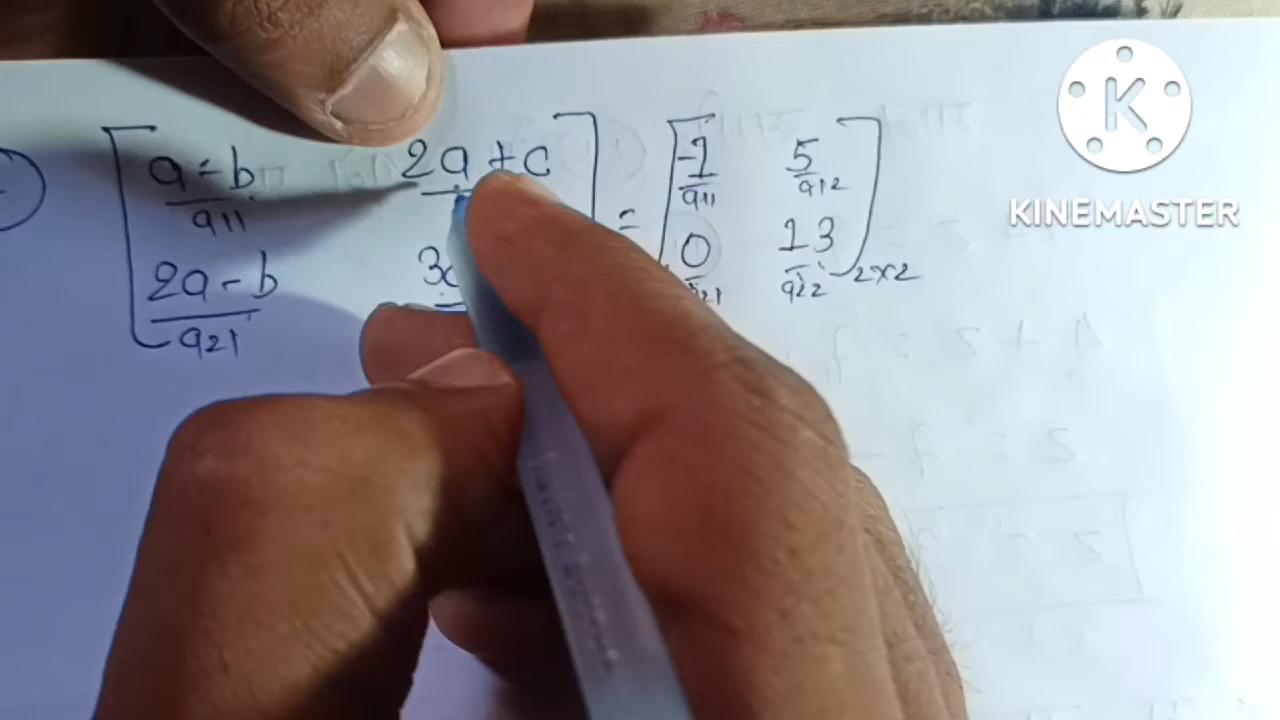 a - b 2a + c = -1 5
a11 a11 a12
2a - b 0 13
a21 a22 2x2
KINEMASTER